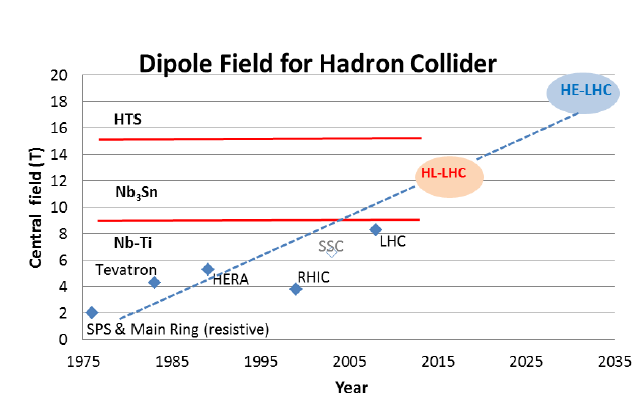 Dipole Field for Hadron Collider
Central field (T)
20
18
16
14
12
10
8
6
4
2
0
HE-LHC
HTS
HL-LHC
Nb3Sn
Nb-Ti
SSC
LHC
Tevatron
HERA
RHIC
SPS & Main Ring (resistive)
1975 1985 1995 2005 2015 2025 2035
Year